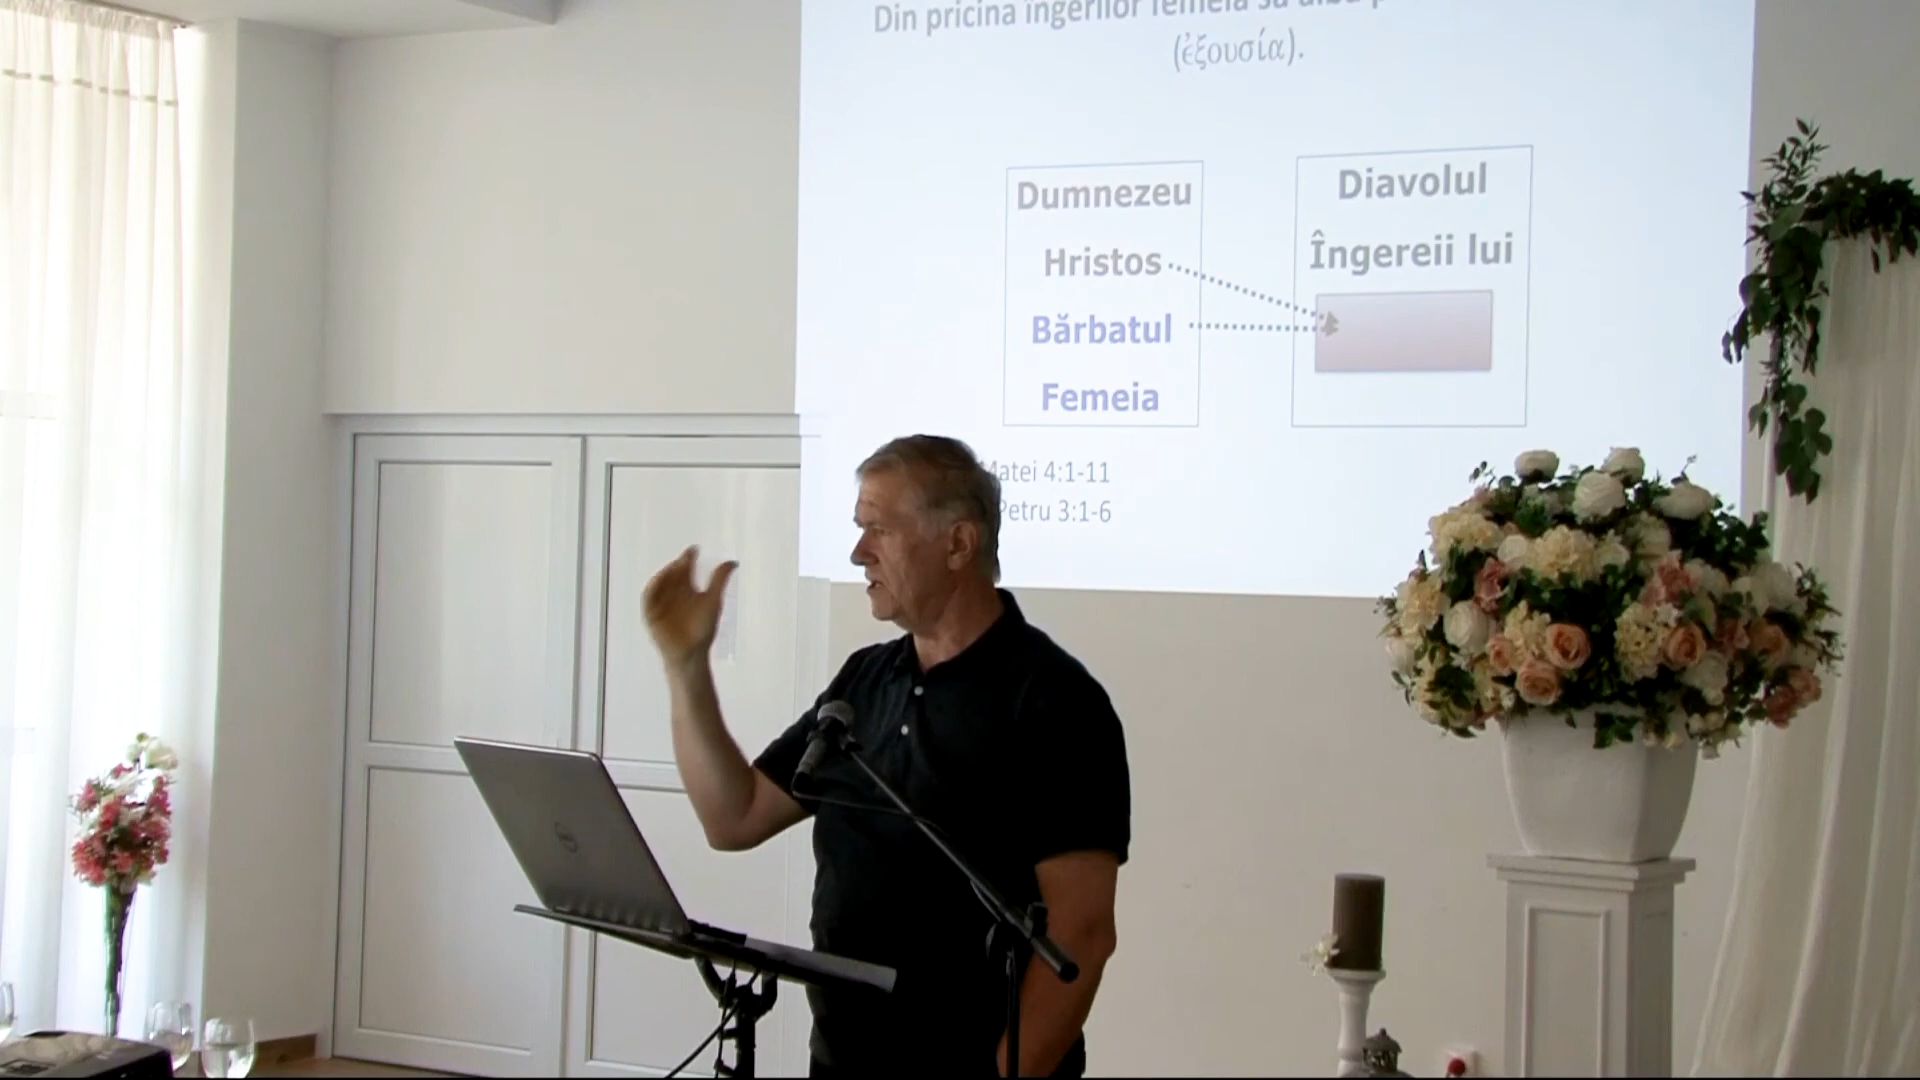 Din pricina îngerilor femeia să aibă
(ἐξουσία).
Dumnezeu
Hristos
Bărbatul
Femeia
Diavolul
Îngereii lui
Matei 4:1-11
Petru 3:1-6
DELL